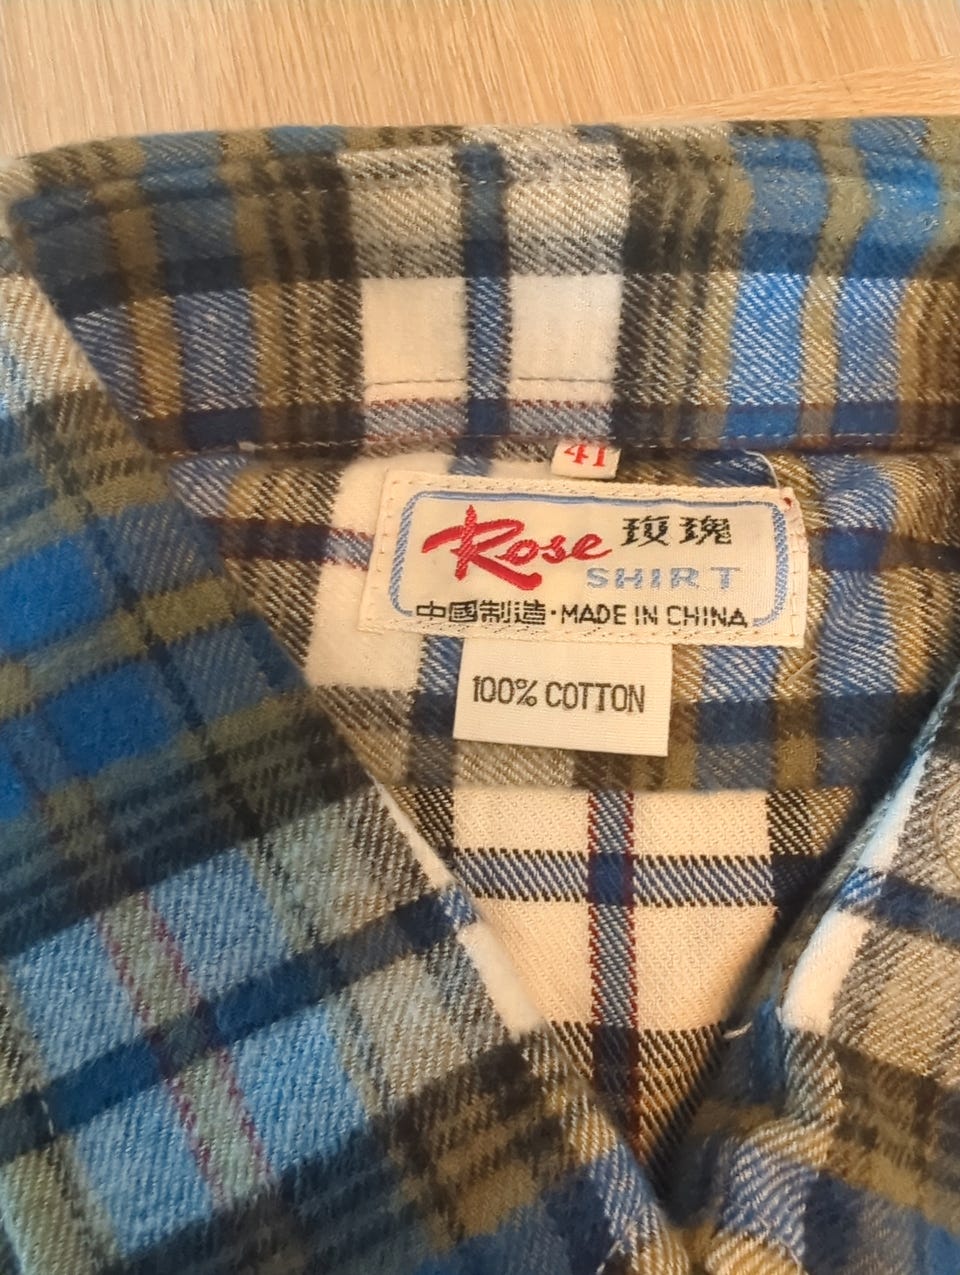 41
Rose 玫瑰
SHIRT
中國制造·MADE IN CHINA
100% COTTON